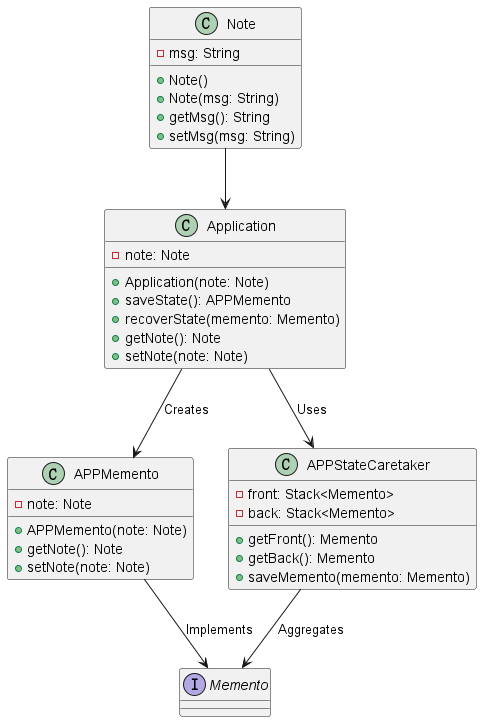 C Note
msg: String
Note()
Note(msg: String)
getMsg(): String
setMsg(msg: String)
C Application
note: Note
Application(note: Note)
saveState(): APPMemento
recoverState(memento: Memento)
getNote(): Note
setNote(note: Note)
Creates
Uses
C APPMemento
note: Note
APPMemento(note: Note)
getNote(): Note
setNote(note: Note)
C APPStateCaretaker
front: Stack<Memento>
back: Stack<Memento>
getFront(): Memento
getBack(): Memento
saveMemento(memento: Memento)
Implements
Aggregates
I Memento